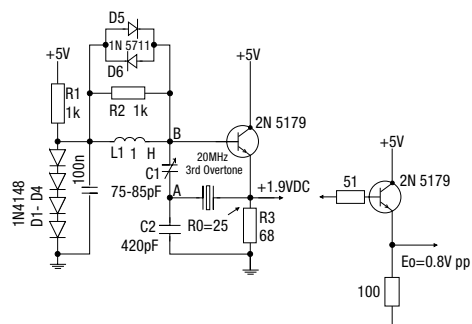 D5
+5V
1N 5711
+5V
D6
R1
1k
R2 1k
2N 5179
B
L1 1 H
20MHz
3rd Overtone
+5V
C1
2N 5179
100n
75-85pF
1N4148
D1- D4
A
+1.9VDC
51
C2
R3
R0=25
68
420pF
Eo=0.8V pp
100